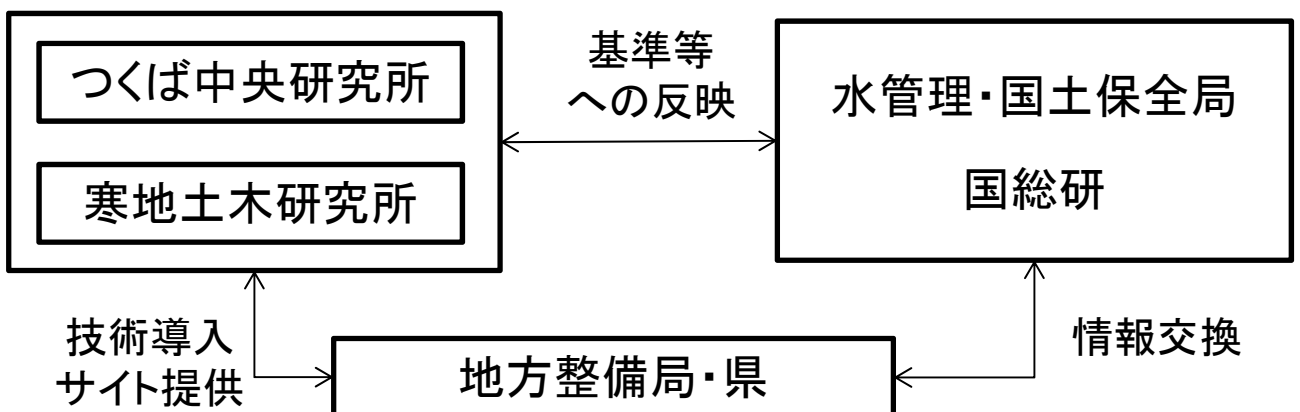 つくば中央研究所
寒地土木研究所
基準等
への反映
水管理・国土保全局
国総研
技術導入
サイト提供
地方整備局・県
情報交換